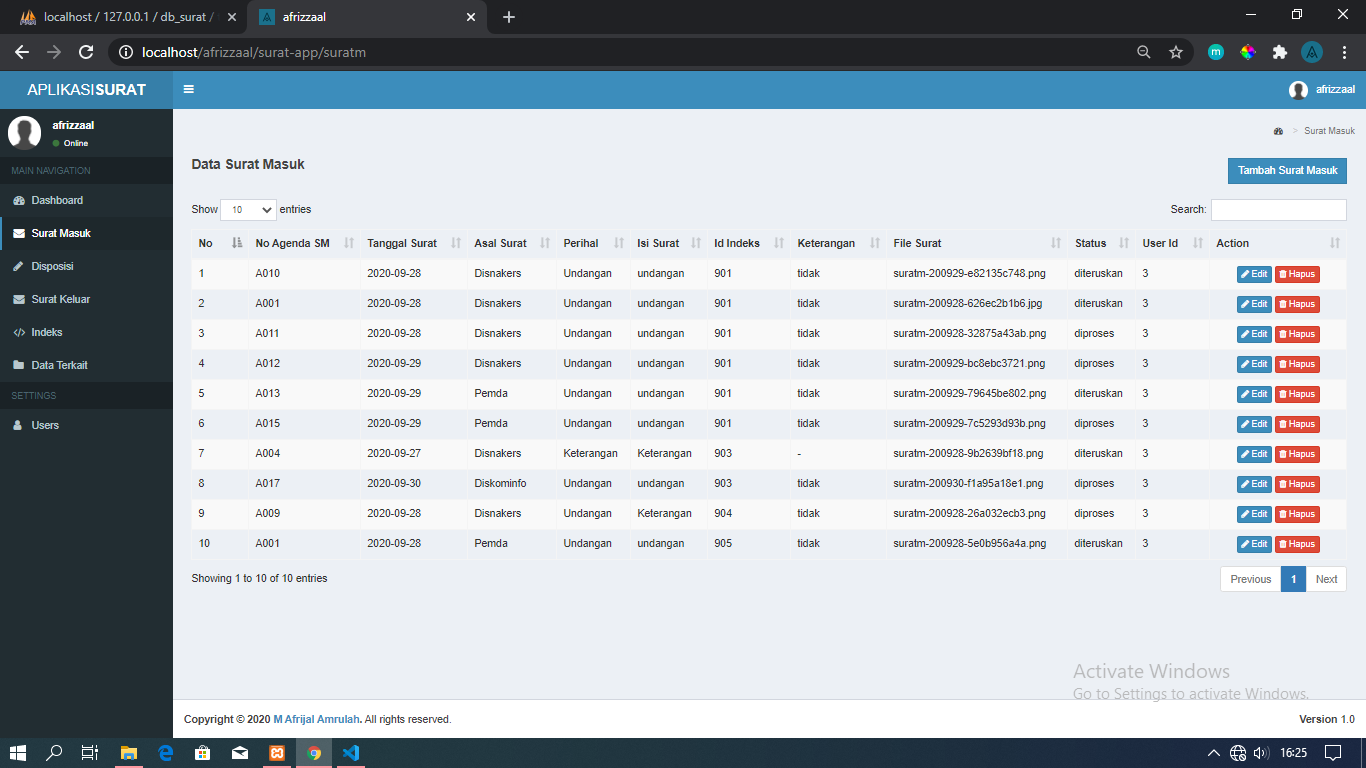 localhost / 127.0.0.1 / db_surat /
afrizzaal
localhost/afrizzaal/surat-app/suratm
m
APLIKASISURAT
afrizzaal
afrizzaal
Online
> Surat Masuk
MAIN NAVIGATION
Dashboard
Surat Masuk
Disposisi
Surat Keluar
Indeks
Data Terkait
SETTINGS
Users
Data Surat Masuk
Tambah Surat Masuk
Show 10 entries
Search:
No No Agenda SM Tanggal Surat Asal Surat Perihal Isi Surat Id Indeks Keterangan File Surat Status User Id Action
1 A010 2020-09-28 Disnakers Undangan undangan 901 tidak suratm-200929-e82135c748.png diteruskan 3 Edit Hapus
2 A001 2020-09-28 Disnakers Undangan undangan 901 tidak suratm-200928-626ec2b1b6.jpg diteruskan 3 Edit Hapus
3 A011 2020-09-28 Disnakers Undangan undangan 901 tidak suratm-200928-32875a43ab.png diproses 3 Edit Hapus
4 A012 2020-09-29 Disnakers Undangan undangan 901 tidak suratm-200929-bc8ebc3721.png diproses 3 Edit Hapus
5 A013 2020-09-29 Pemda Undangan undangan 901 tidak suratm-200929-79645be802.png diteruskan 3 Edit Hapus
6 A015 2020-09-29 Pemda Undangan undangan 901 tidak suratm-200929-7c5293d93b.png diproses 3 Edit Hapus
7 A004 2020-09-27 Disnakers Keterangan Keterangan 903 - suratm-200928-9b2639bf18.png diteruskan 3 Edit Hapus
8 A017 2020-09-30 Diskominfo Undangan undangan 903 tidak suratm-200930-f1a95a18e1.png diproses 3 Edit Hapus
9 A009 2020-09-28 Disnakers Undangan Keterangan 904 tidak suratm-200928-26a032ecb3.png diproses 3 Edit Hapus
10 A001 2020-09-28 Pemda Undangan undangan 905 tidak suratm-200928-5e0b956a4a.png diteruskan 3 Edit Hapus
Showing 1 to 10 of 10 entries
Previous 1 Next
Activate Windows
Go to Settings to activate Windows.
Copyright © 2020 M Afrijal Amrulah. All rights reserved.
Version 1.0
16:25